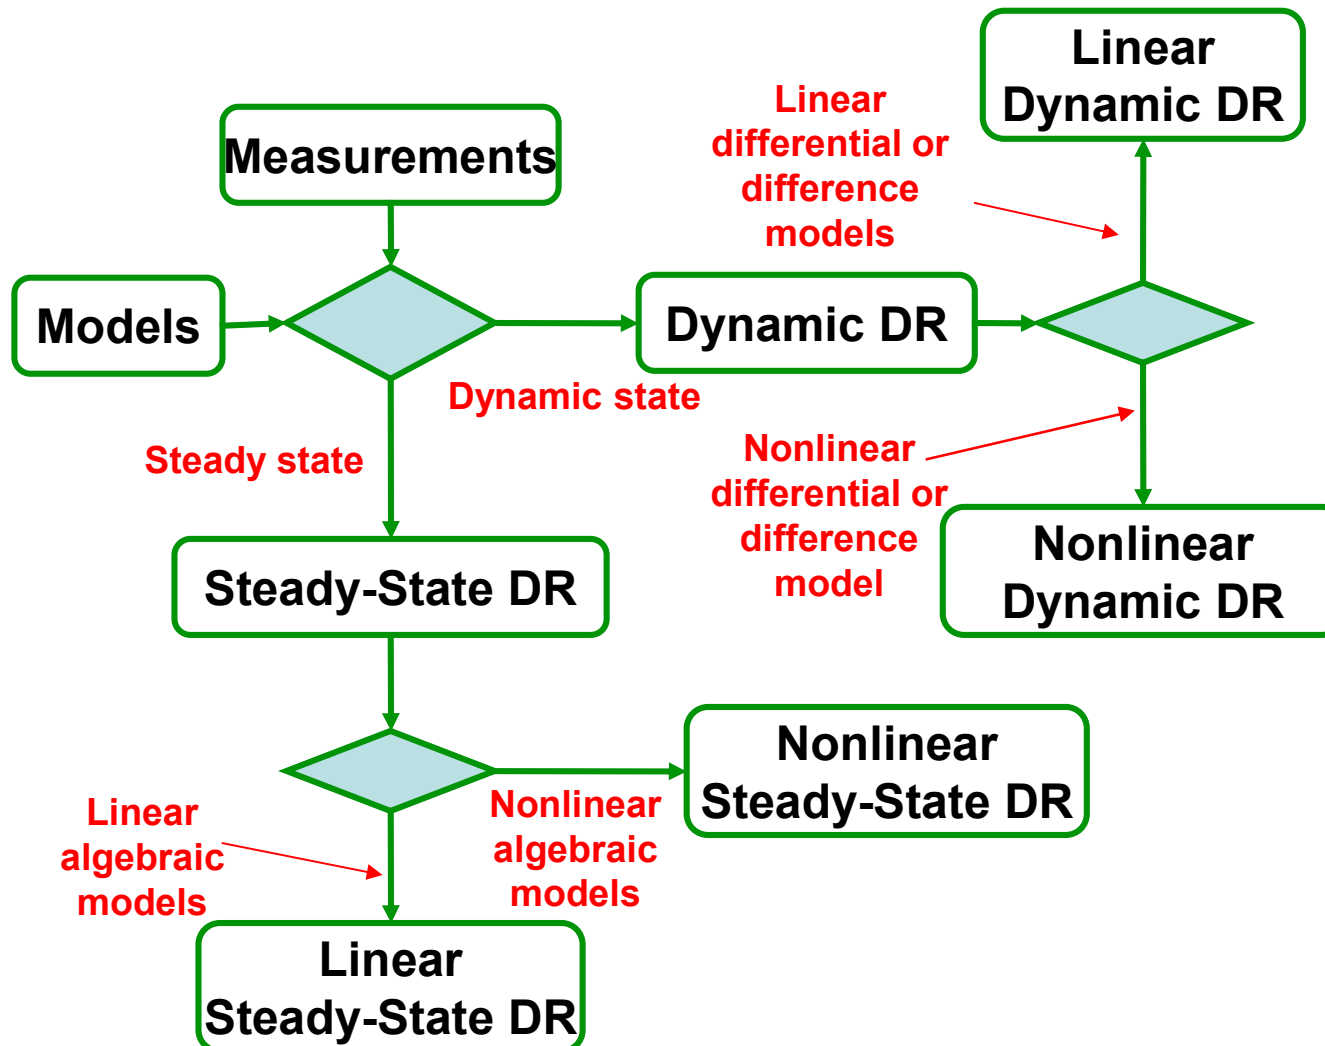 Linear
Dynamic DR
Linear
differential or
difference
models
Measurements
Models
Dynamic DR
Dynamic state
Steady state
Nonlinear
differential or
difference
model
Nonlinear
Dynamic DR
Steady-State DR
Nonlinear
Steady-State DR
Linear
algebraic
models
Nonlinear
algebraic
models
Linear
Steady-State DR